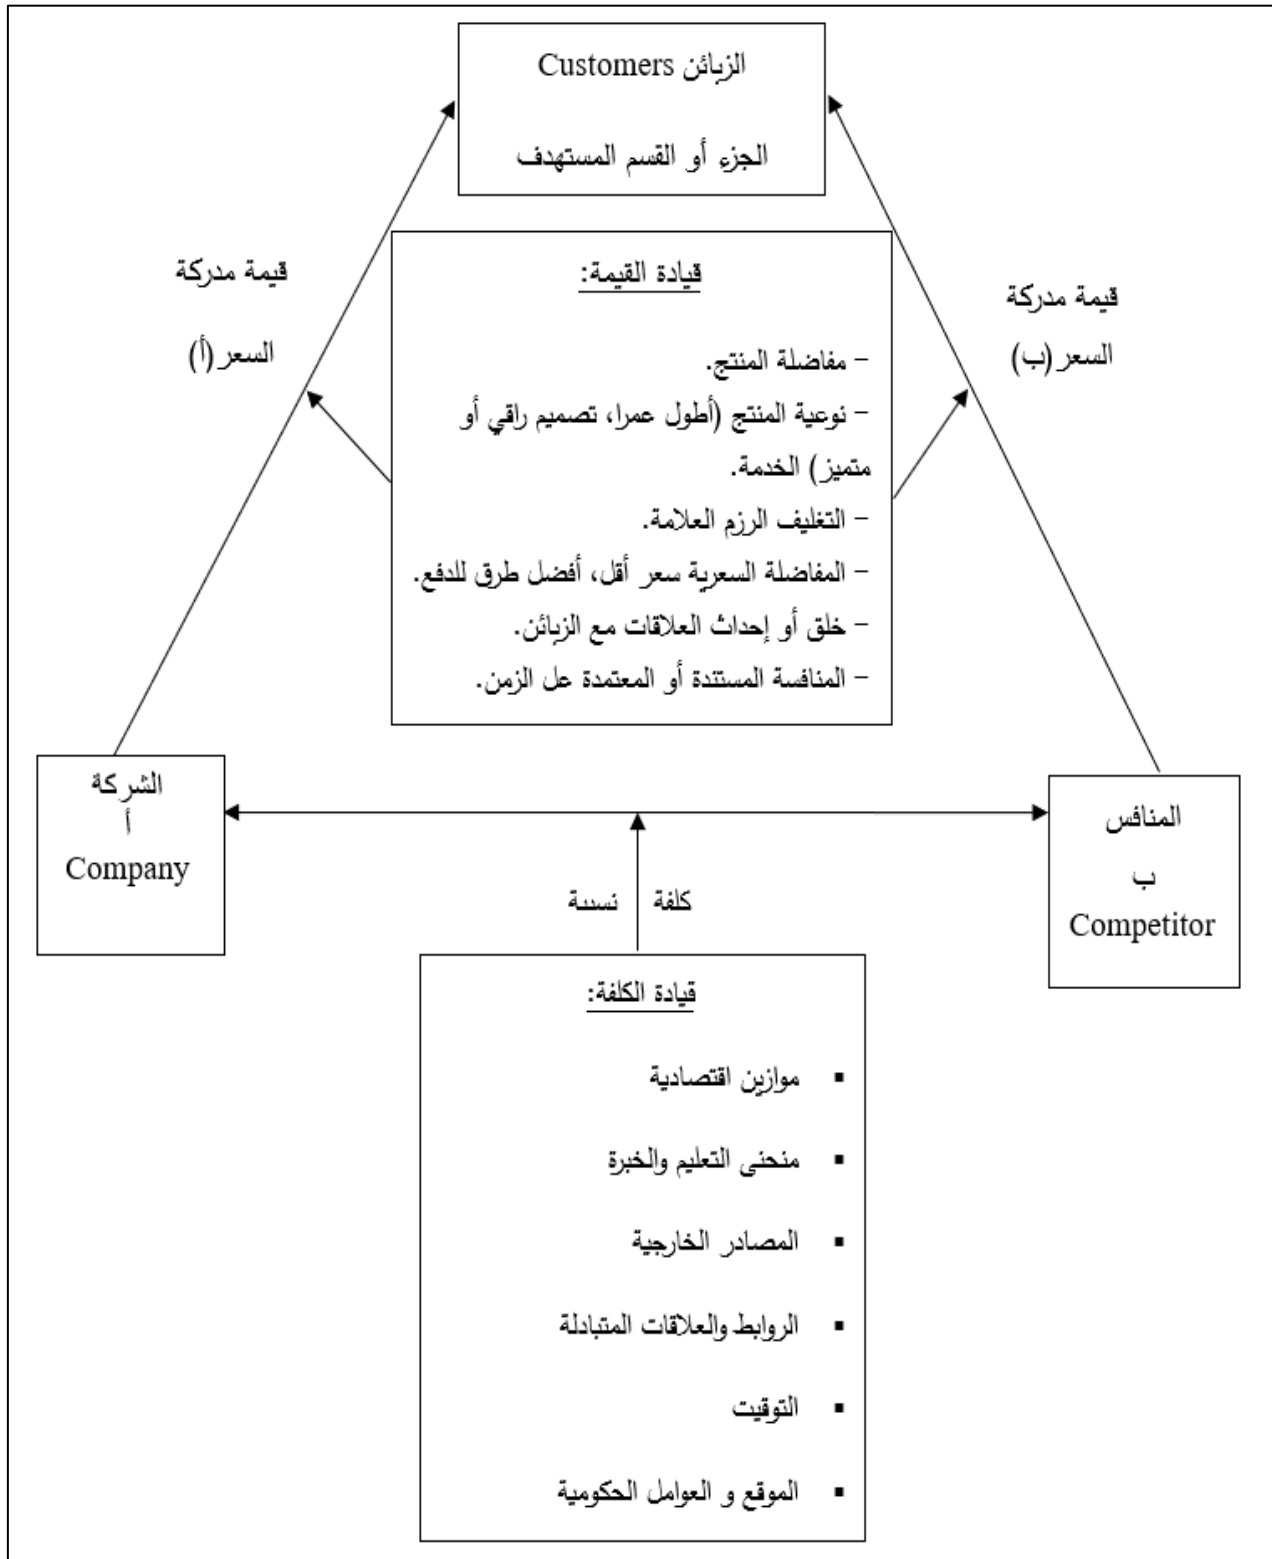 الزبائن Customers
الجزء أو القسم المستهدف
قيمة مدركة
السعر (ب)
قيمة مدركة
السعر (أ)
قيادة القيمة:
– مفاضلة المنتج.
– نوعية المنتج (أطول عمرا، تصميم راقي أو
متميز) الخدمة.
– التغليف الرزم العلامة.
– المفاضلة السعرية سعر أقل، أفضل طرق للدفع.
– خلق أو إحداث العلاقات مع الزبائن.
– المنافسة المستندة أو المعتمدة عل الزمن.
المنافس
ب
Competitor
الشركة
أ
Company
كلفة نسبية
قيادة الكلفة:
▪ موازين اقتصادية
▪ منحنى التعليم والخبرة
▪ المصادر الخارجية
▪ الروابط والعلاقات المتبادلة
▪ التوقيت
▪ الموقع و العوامل الحكومية